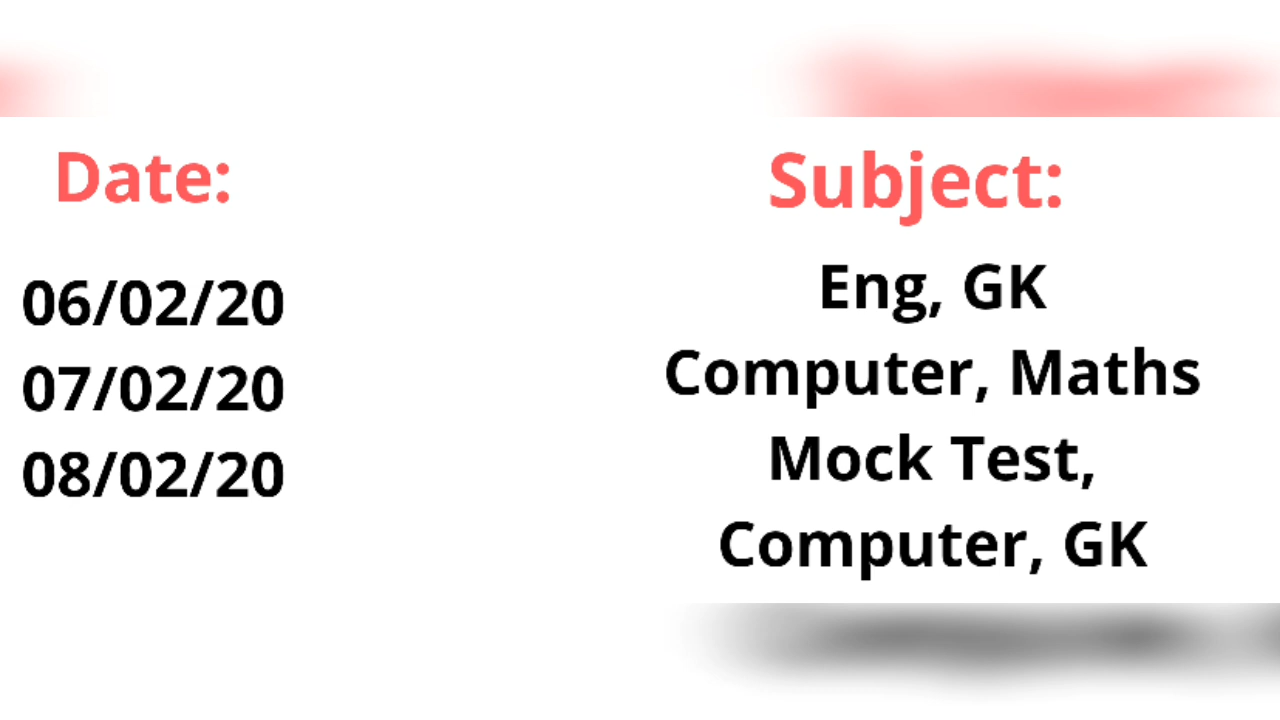 Date:
Subject:
06/02/20
Eng, GK
07/02/20
Computer, Maths
08/02/20
Mock Test,
Computer, GK